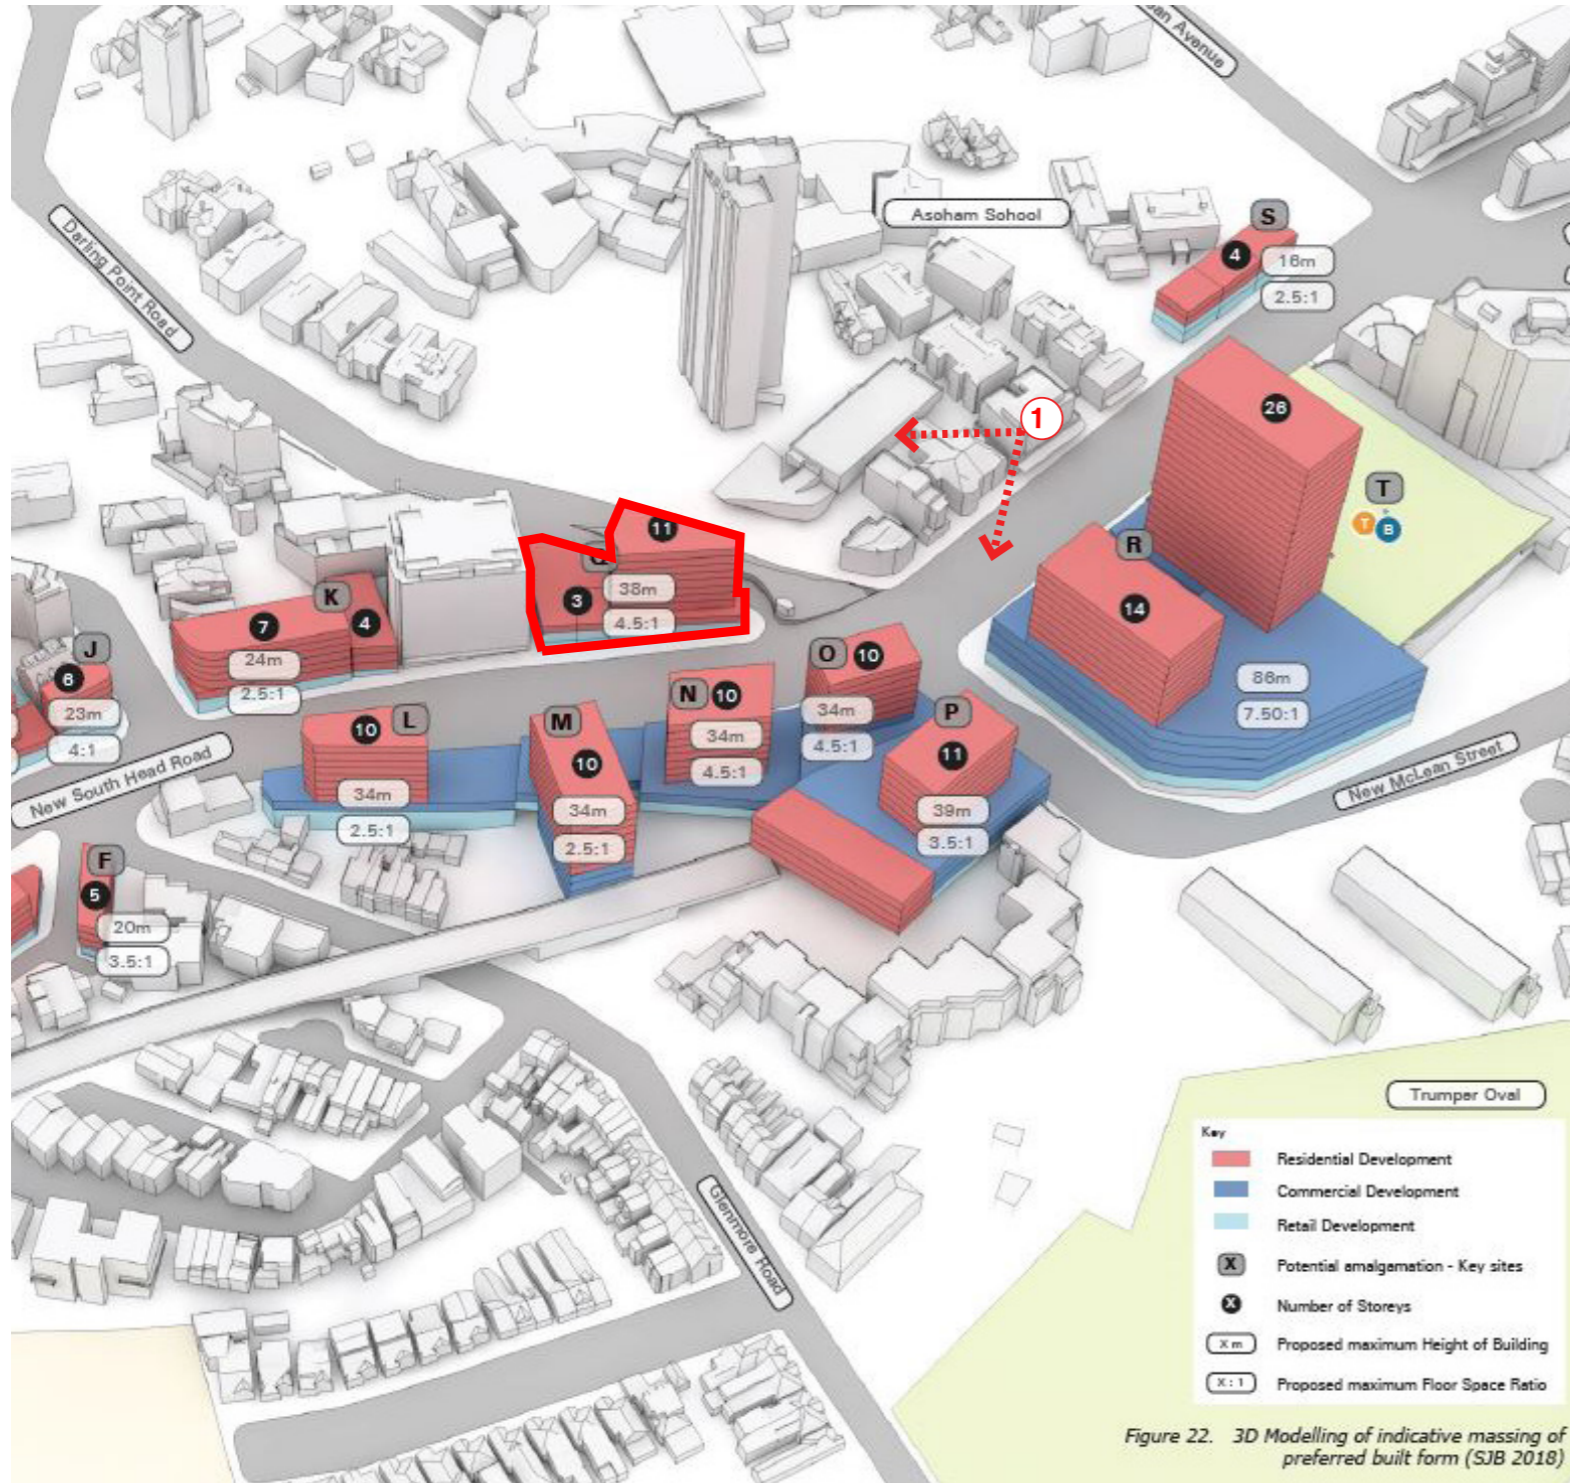 an Avenue
Asoham School
S
4
16m
2.5:1
Darling Point Road
26
1
T
T
B
11
Q
R
K
38m
3
14
7
4
4.5:1
J
24m
O
10
6
2.5:1
N
10
86m
23m
10
L
M
34m
P
7.50:1
4:1
34m
4.5:1
New South Head Road
10
4.5:1
11
New McLean Street
34m
34m
39m
2.5:1
2.5:1
3.5:1
F
5
20m
3.5:1
Trumper Oval
Glenmore Road
Key
Residential Development
Commercial Development
Retail Development
X Potential amalgamation - Key sites
X Number of Storeys
X m Proposed maximum Height of Building
X : 1 Proposed maximum Floor Space Ratio
Figure 22. 3D Modelling of indicative massing of
preferred built form (SJB 2018)